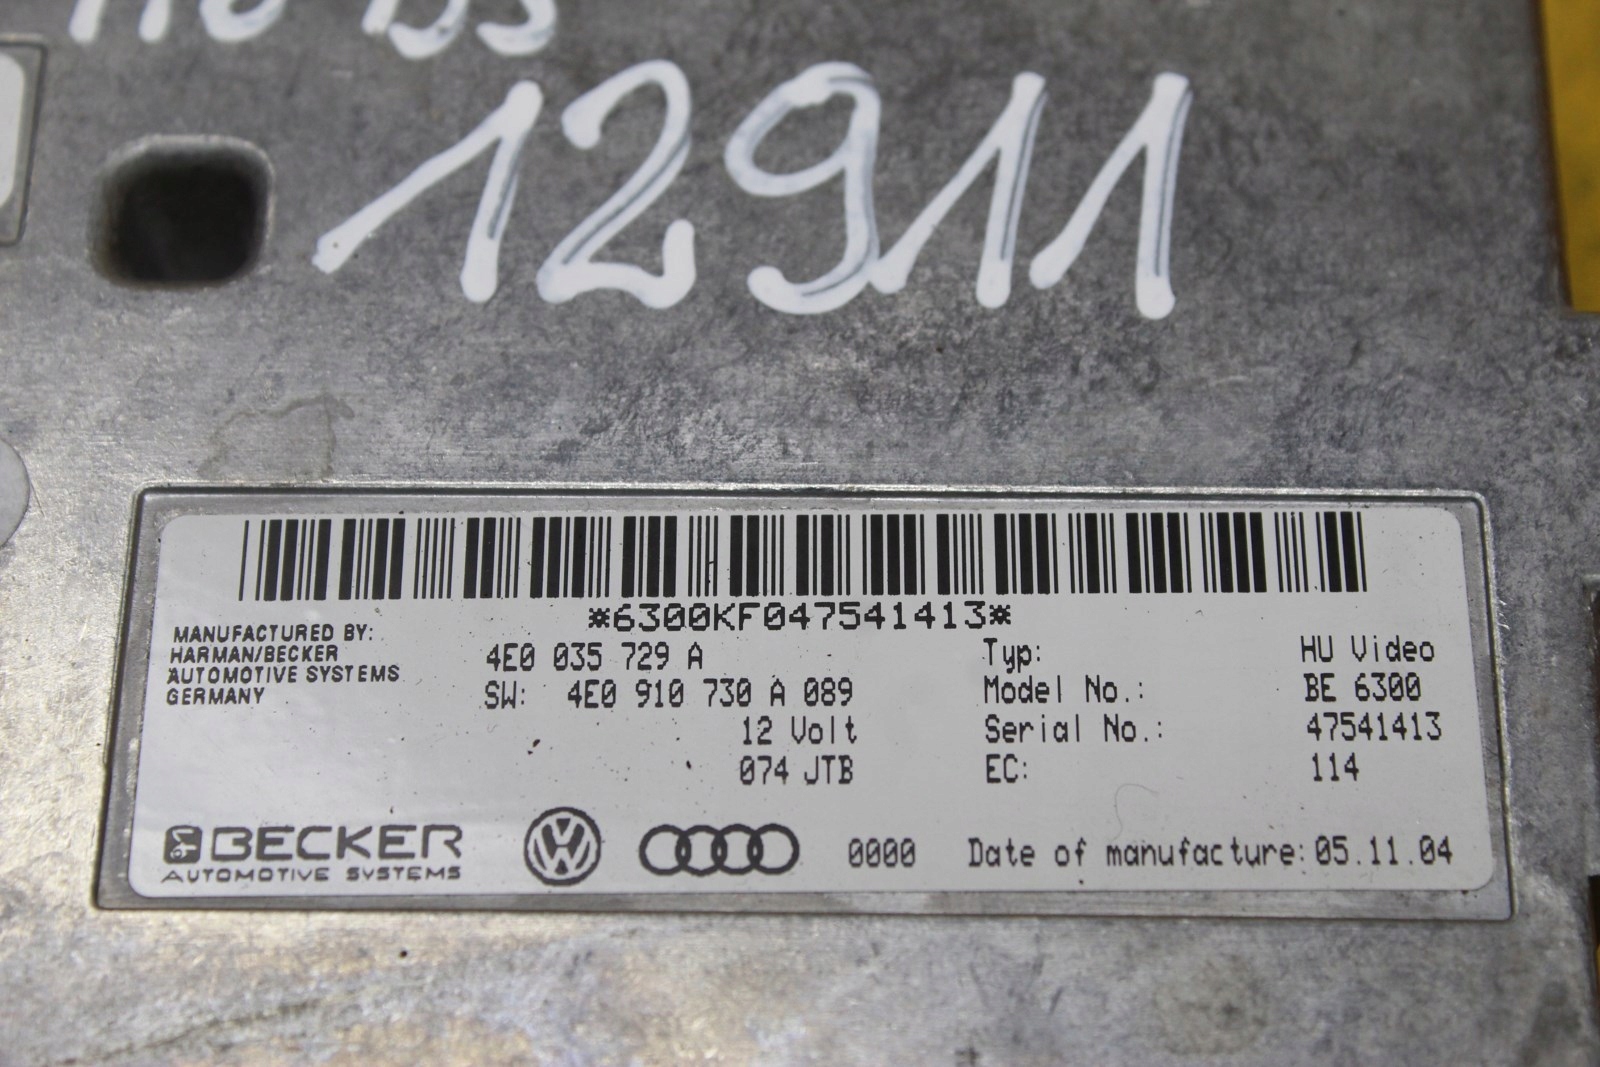 12911
*6300KF047541413*
MANUFACTURED BY:
HARMAN/BECKER
AUTOMOTIVE SYSTEMS
GERMANY
4E0 035 729 A
SW: 4E0 910 730 A 089
12 Volt
074 JTB
Typ: HU Video
Model No.: BE 6300
Serial No.: 47541413
EC: 114
BECKER
AUTOMOTIVE SYSTEMS
VW
0000
Date of manufacture: 05.11.04